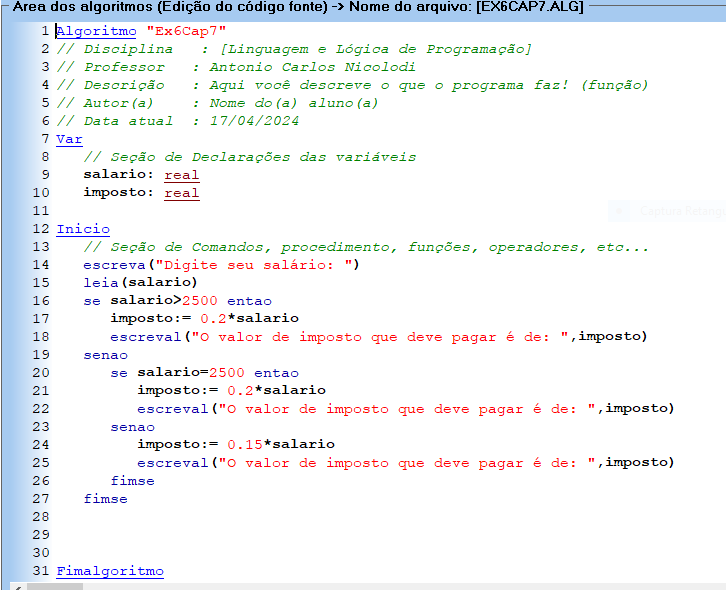 Área dos algoritmos (Edição do código fonte) -> Nome do arquivo: [EX6CAP7.ALG]
1 Algoritmo "Ex6Cap7"
2 // Disciplina   : [Linguagem e Lógica de Programação]
3 // Professor   : Antonio Carlos Nicolodi
4 // Descrição   : Aqui você descreve o que o programa faz! (função)
5 // Autor(a)    : Nome do(a) aluno(a)
6 // Data atual  : 17/04/2024
7 Var
8    // Seção de Declarações das variáveis
9    salario: real
10    imposto: real
11
12 Inicio
13    // Seção de Comandos, procedimento, funções, operadores, etc...
14    escreva("Digite seu salário: ")
15    leia(salario)
16    se salario>2500 entao
17       imposto:= 0.2*salario
18       escreval("O valor de imposto que deve pagar é de: ",imposto)
19    senao
20       se salario=2500 entao
21          imposto:= 0.2*salario
22          escreval("O valor de imposto que deve pagar é de: ",imposto)
23       senao
24          imposto:= 0.15*salario
25          escreval("O valor de imposto que deve pagar é de: ",imposto)
26       fimse
27    fimse
28
29
30
31 Fimalgoritmo